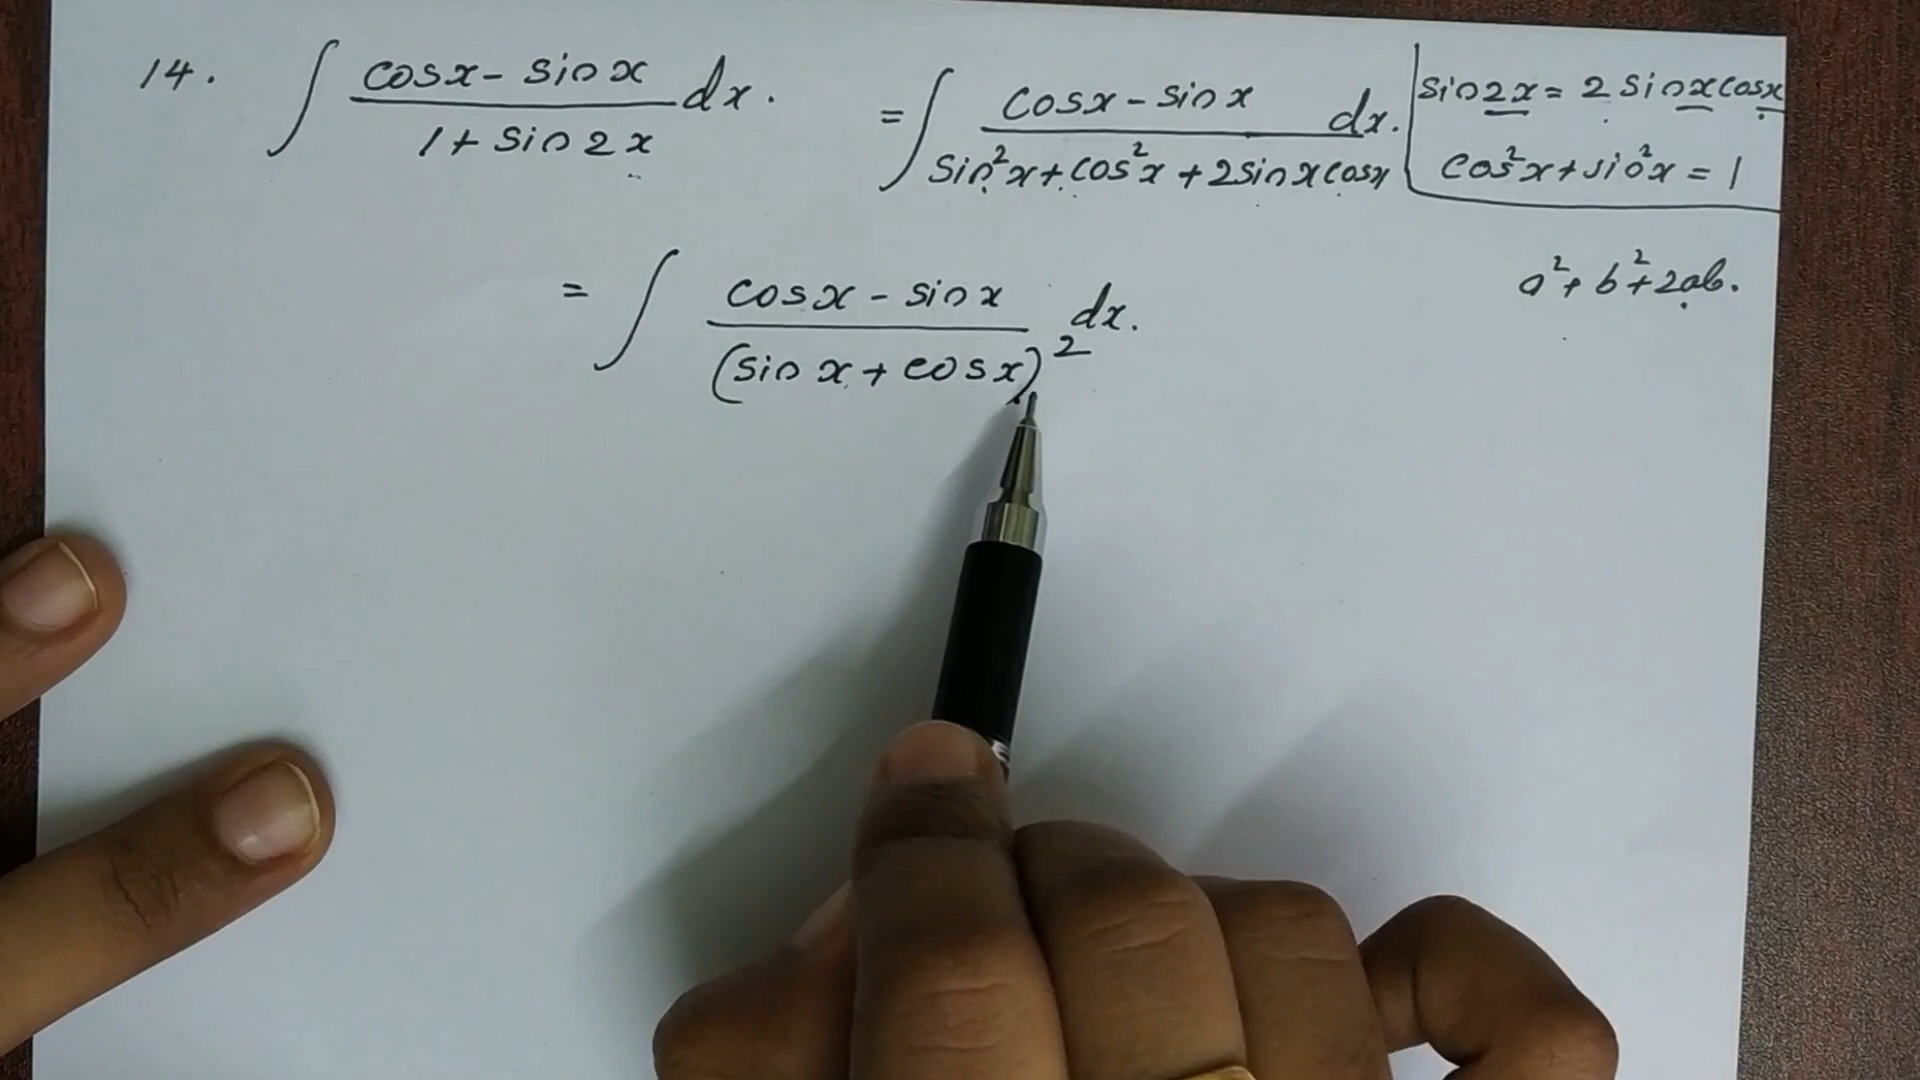 14. ∫ cosx - sinx / 1 + sin2x dx. = ∫ cosx - sinx / sin²x + cos²x + 2sinxcosx dx.
sin2x = 2sinxcosx
cos²x + sin²x = 1
= ∫ cosx - sinx / (sinx + cosx)² dx.
a² + b² + 2ab.